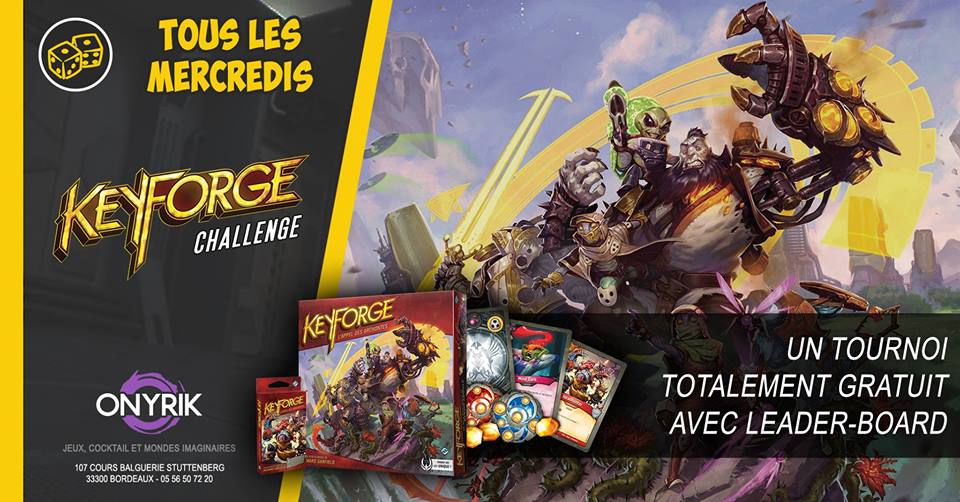 TOUS LES
MERCREDIS
KEYFORGE
CHALLENGE
ONYRIK
JEUX, COCKTAIL ET MONDES IMAGINAIRES
107 COURS BALGUERIE STUTTENBERG
33300 BORDEAUX - 05 56 50 72 20
KEYFORGE
L'APPEL DES ARCHONTES
KEYFORGE
UN TOURNOI
TOTALEMENT GRATUIT
AVEC LEADER-BOARD